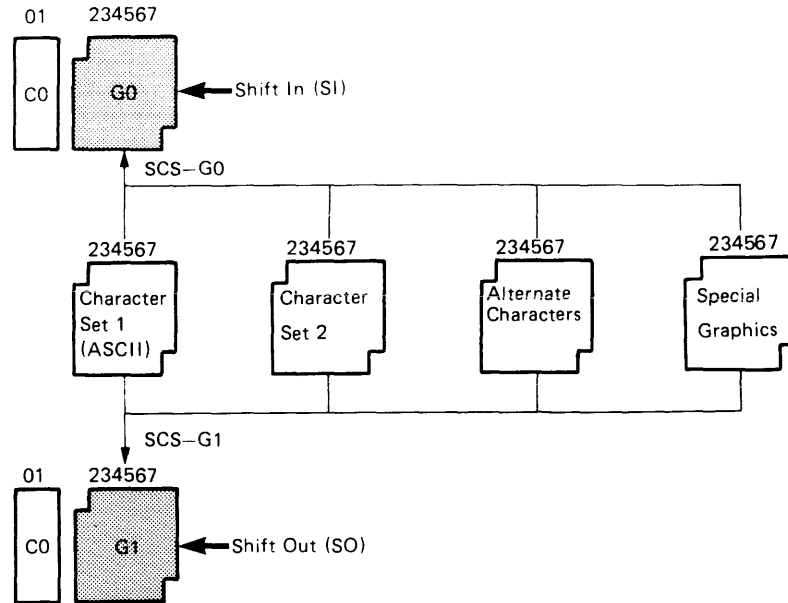 01 234567
C0 G0 Shift In (SI)
SCS-G0
234567 234567 234567 234567
Character Set 1 (ASCII)
Character Set 2
Alternate Characters
Special Graphics
SCS-G1
01 234567
C0 G1 Shift Out (SO)